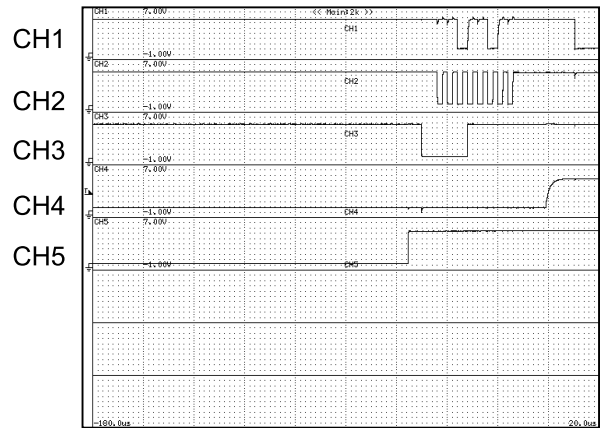 CH1 7.00V << Main:2k >>
CH1
CH1
-1.00V
CH2 7.00V
CH2
CH2
-1.00V
CH3 7.00V
CH3
CH3
-1.00V
CH4 7.00V
CH4
-1.00V CH4
CH5 7.00V
CH5
-1.00V CH5
-180.0us 20.0us